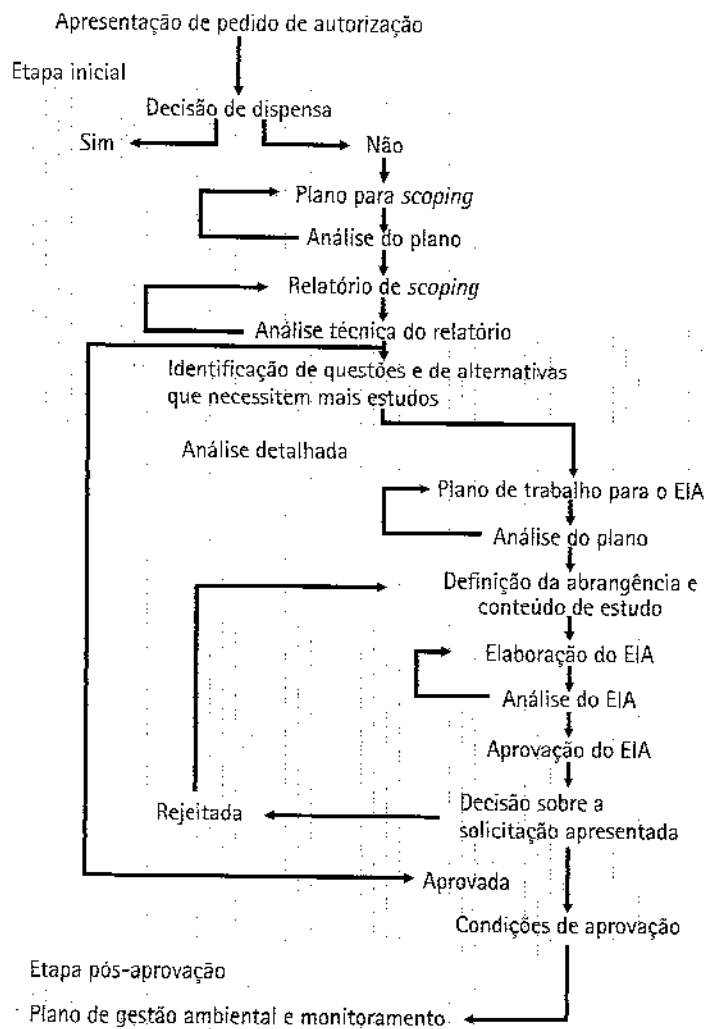 Apresentação de pedido de autorização
Etapa inicial
Decisão de dispensa
Sim
Não
Plano para scoping
Análise do plano
Relatório de scoping
Análise técnica do relatório
Identificação de questões e de alternativas
que necessitem mais estudos
Análise detalhada
Plano de trabalho para o EIA
Análise do plano
Definição da abrangência e
conteúdo de estudo
Elaboração do EIA
Análise do EIA
Aprovação do EIA
Rejeitada
Decisão sobre a
solicitação apresentada
Aprovada
Condições de aprovação
Etapa pós-aprovação
Plano de gestão ambiental e monitoramento